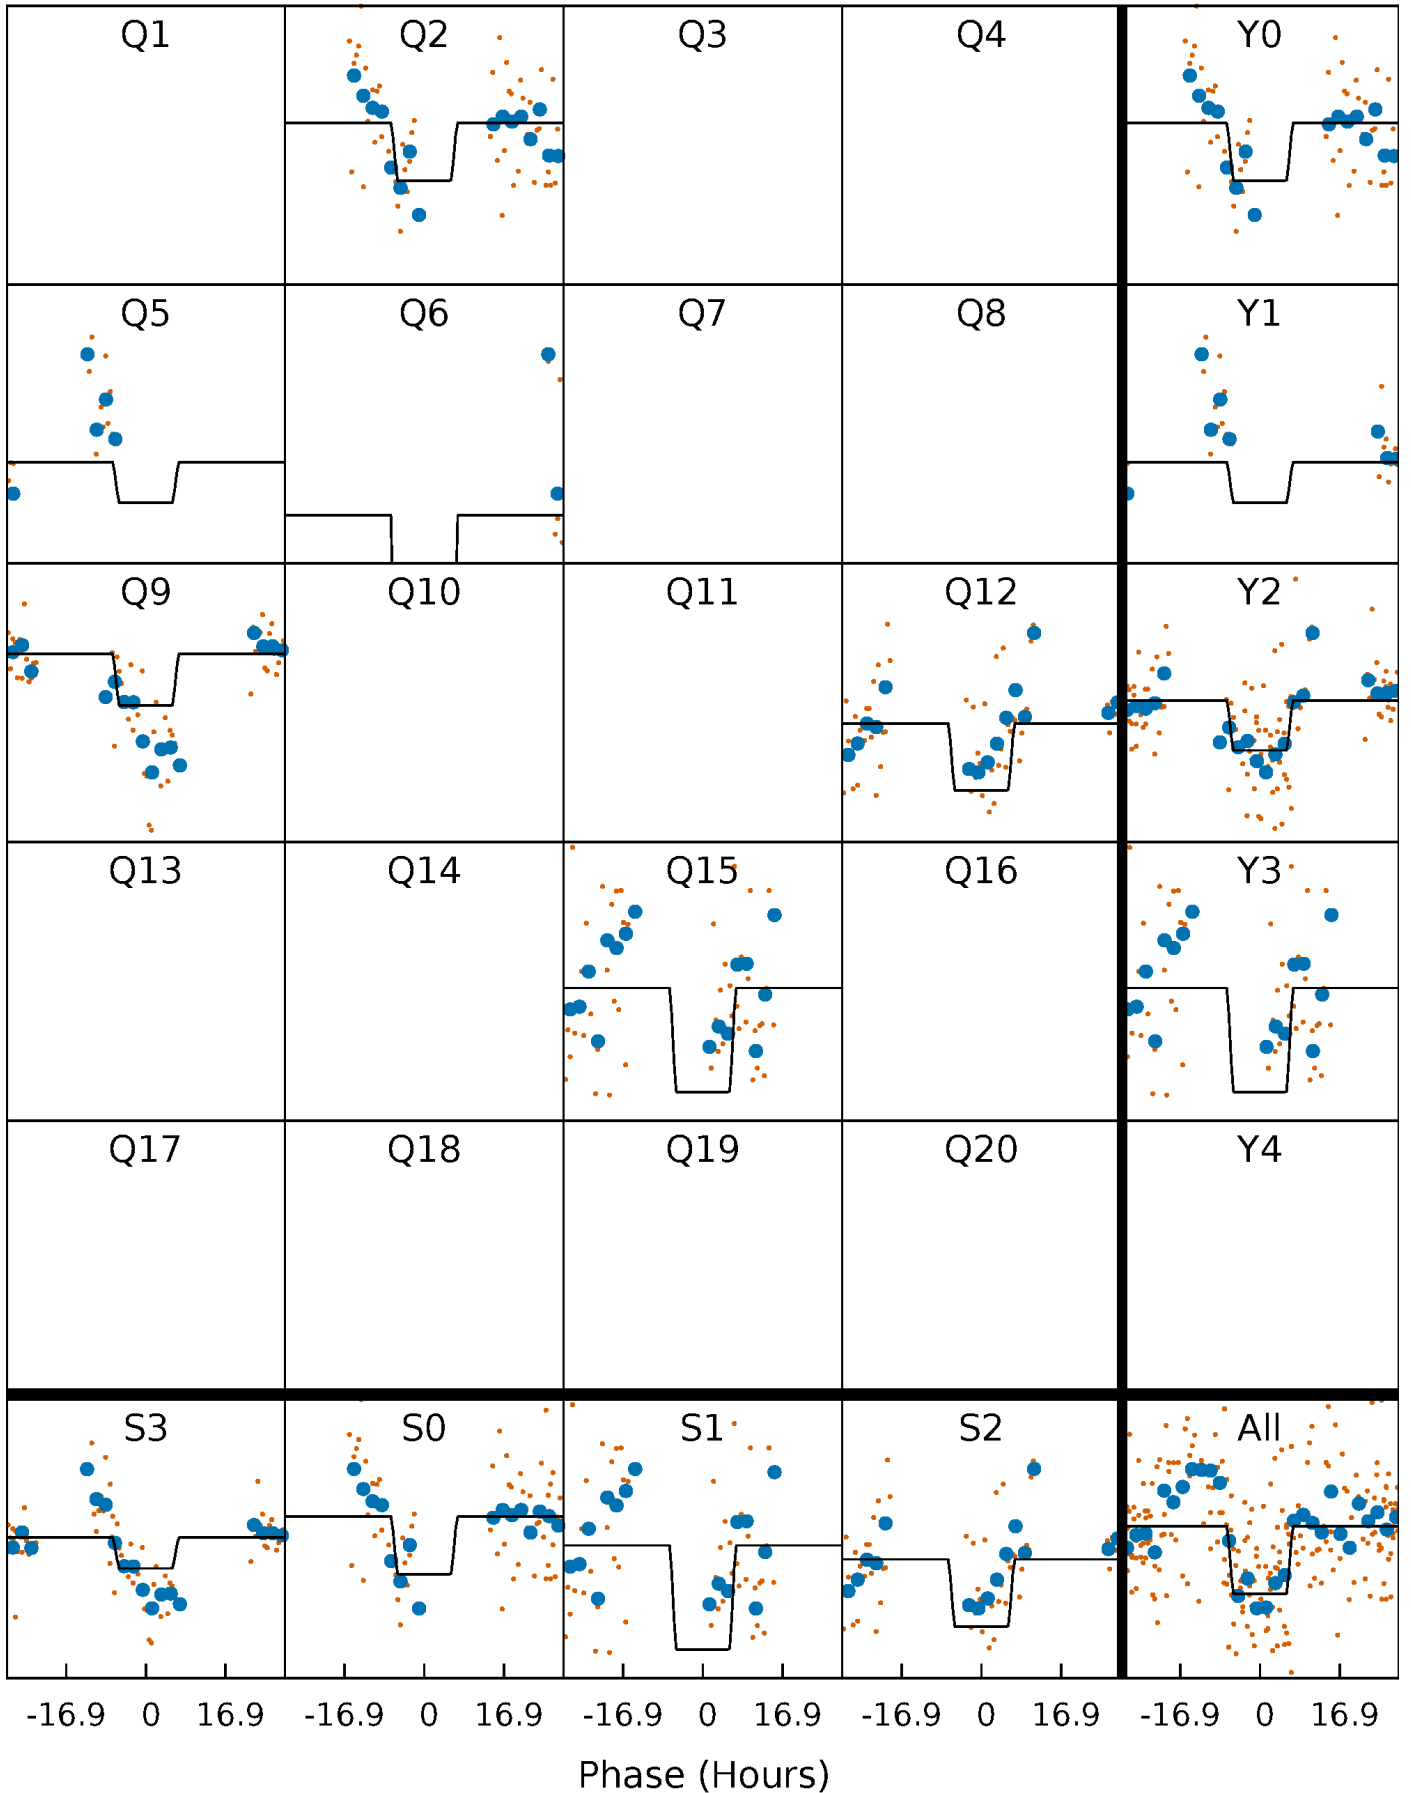 Q1 Q2 Q3 Q4 Y0
Q5 Q6 Q7 Q8 Y1
Q9 Q10 Q11 Q12 Y2
Q13 Q14 Q15 Q16 Y3
Q17 Q18 Q19 Q20 Y4
S3 S0 S1 S2 All
-16.9 0 16.9 -16.9 0 16.9 -16.9 0 16.9 -16.9 0 16.9 -16.9 0 16.9
Phase (Hours)